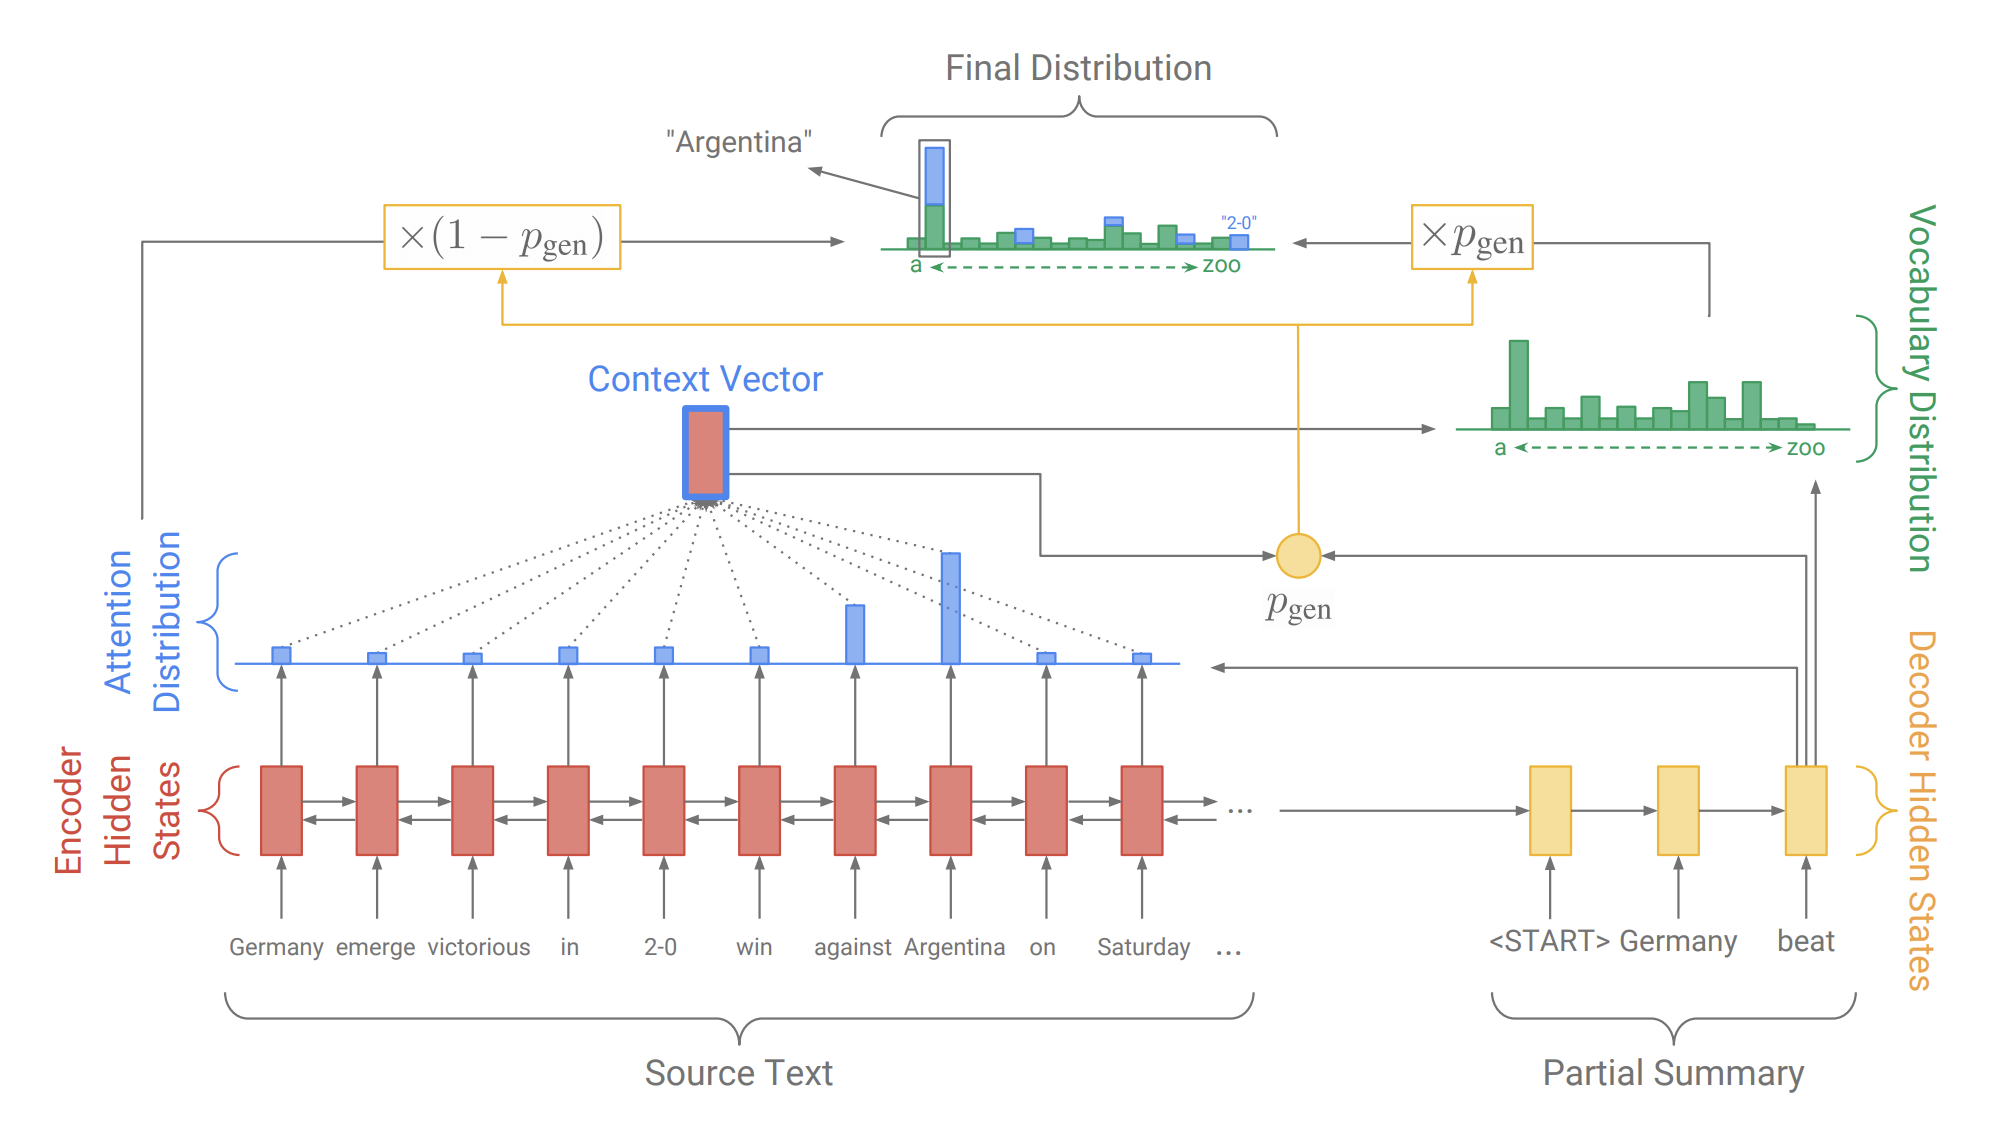 Final Distribution
"Argentina"
×(1 − p_gen)
"2-0"
×p_gen
a
zoo
Context Vector
Vocabulary Distribution
a
zoo
Attention
Distribution
p_gen
Encoder
Hidden
States
...
Decoder Hidden States
Germany emerge victorious in 2-0 win against Argentina on Saturday ...
<START> Germany beat
Source Text
Partial Summary